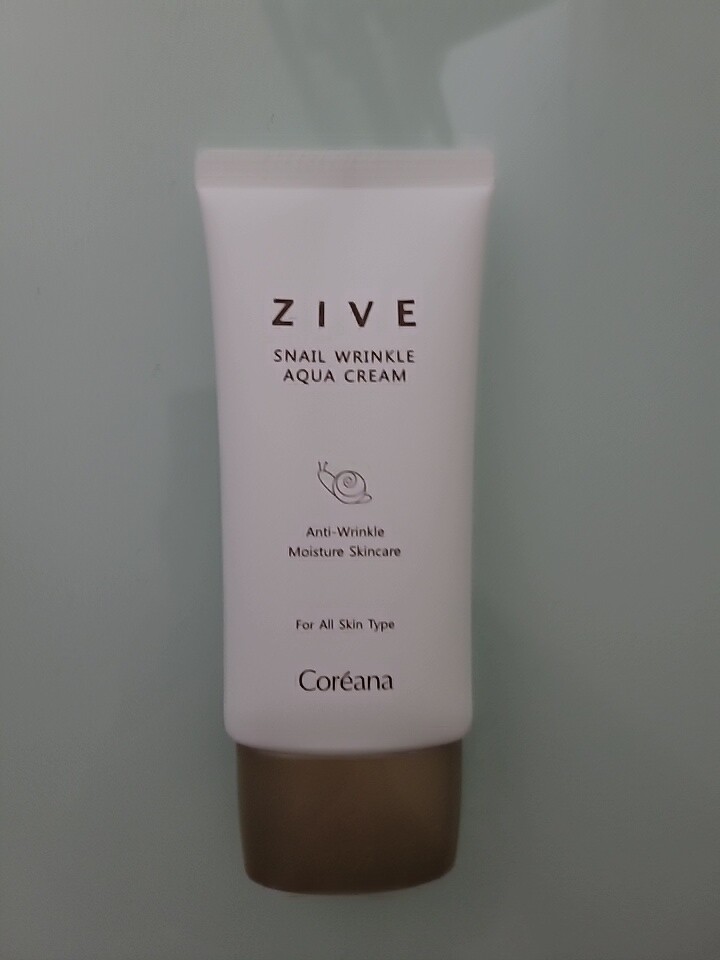 ZIVE
SNAIL WRINKLE
AQUA CREAM
Anti-Wrinkle
Moisture Skincare
For All Skin Type
Coréana